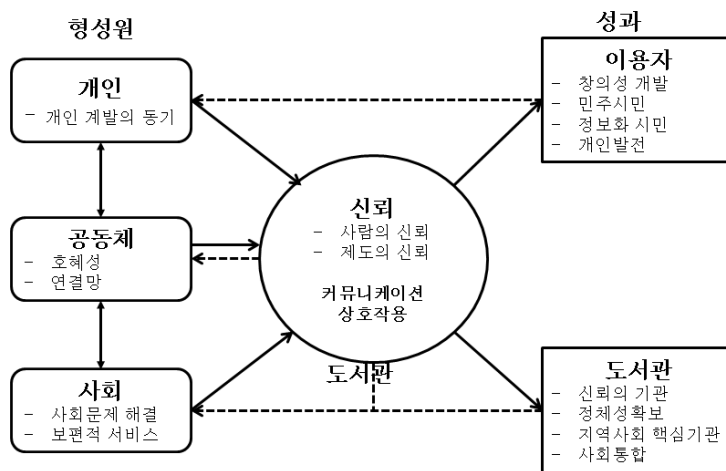 형성원
성과
개인
- 개인 계발의 동기
공동체
- 호혜성
- 연결망
사회
- 사회문제 해결
- 보편적 서비스
신뢰
- 사람의 신뢰
- 제도의 신뢰
커뮤니케이션
상호작용
도서관
이용자
- 창의성 개발
- 민주시민
- 정보화 시민
- 개인발전
도서관
- 신뢰의 기관
- 정체성확보
- 지역사회 핵심기관
- 사회통합